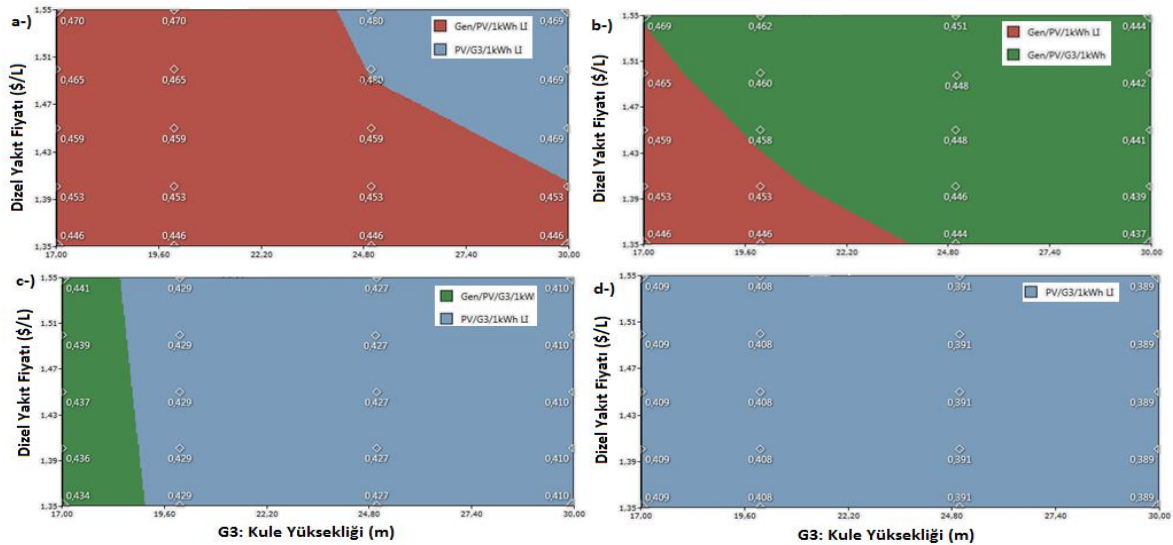 a-)
Dizel Yakıt Fiyatı ($/L)
1,55
1,51
1,47
1,43
1,39
1,35
0,470 0,470 0,480 0,469
0,465 0,465 0,480 0,469
0,459 0,459 0,459 0,469
0,453 0,453 0,453 0,453
0,446 0,446 0,446 0,446
Gen/PV/1kWh LI
PV/G3/1kWh LI
17,00 19,60 22,20 24,80 27,40 30,00
b-)
Dizel Yakıt Fiyatı ($/L)
1,55
1,51
1,47
1,43
1,39
1,35
0,469 0,462 0,451 0,444
0,465 0,460 0,448 0,442
0,459 0,458 0,448 0,441
0,453 0,453 0,446 0,439
0,446 0,446 0,444 0,437
Gen/PV/1kWh LI
Gen/PV/G3/1kWh
17,00 19,60 22,20 24,80 27,40 30,00
c-)
Dizel Yakıt Fiyatı ($/L)
1,55
1,51
1,47
1,43
1,39
1,35
0,441 0,429 0,427 0,410
0,439 0,429 0,427 0,410
0,437 0,429 0,427 0,410
0,436 0,429 0,427 0,410
0,434 0,429 0,427 0,410
Gen/PV/G3/1kW
PV/G3/1kWh LI
17,00 19,60 22,20 24,80 27,40 30,00
G3: Kule Yüksekliği (m)
d-)
Dizel Yakıt Fiyatı ($/L)
1,55
1,51
1,47
1,43
1,39
1,35
0,409 0,408 0,391 0,389
0,409 0,408 0,391 0,389
0,409 0,408 0,391 0,389
0,409 0,408 0,391 0,389
0,409 0,408 0,391 0,389
PV/G3/1kWh LI
17,00 19,60 22,20 24,80 27,40 30,00
G3: Kule Yüksekliği (m)